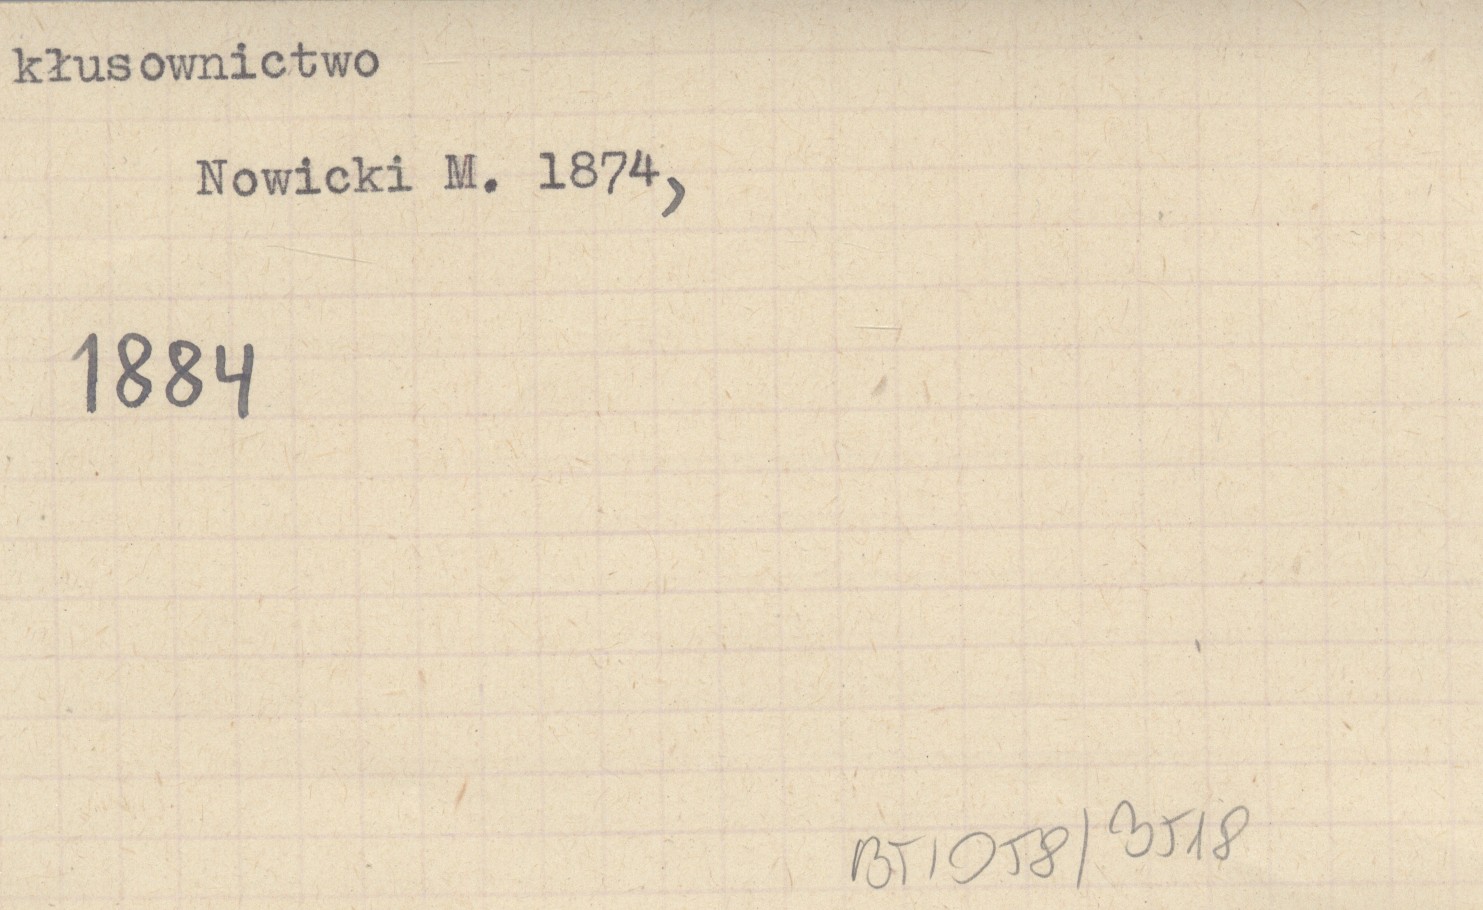 kłusownictwo
Nowicki M. 1874,
1884
BT1058/3518